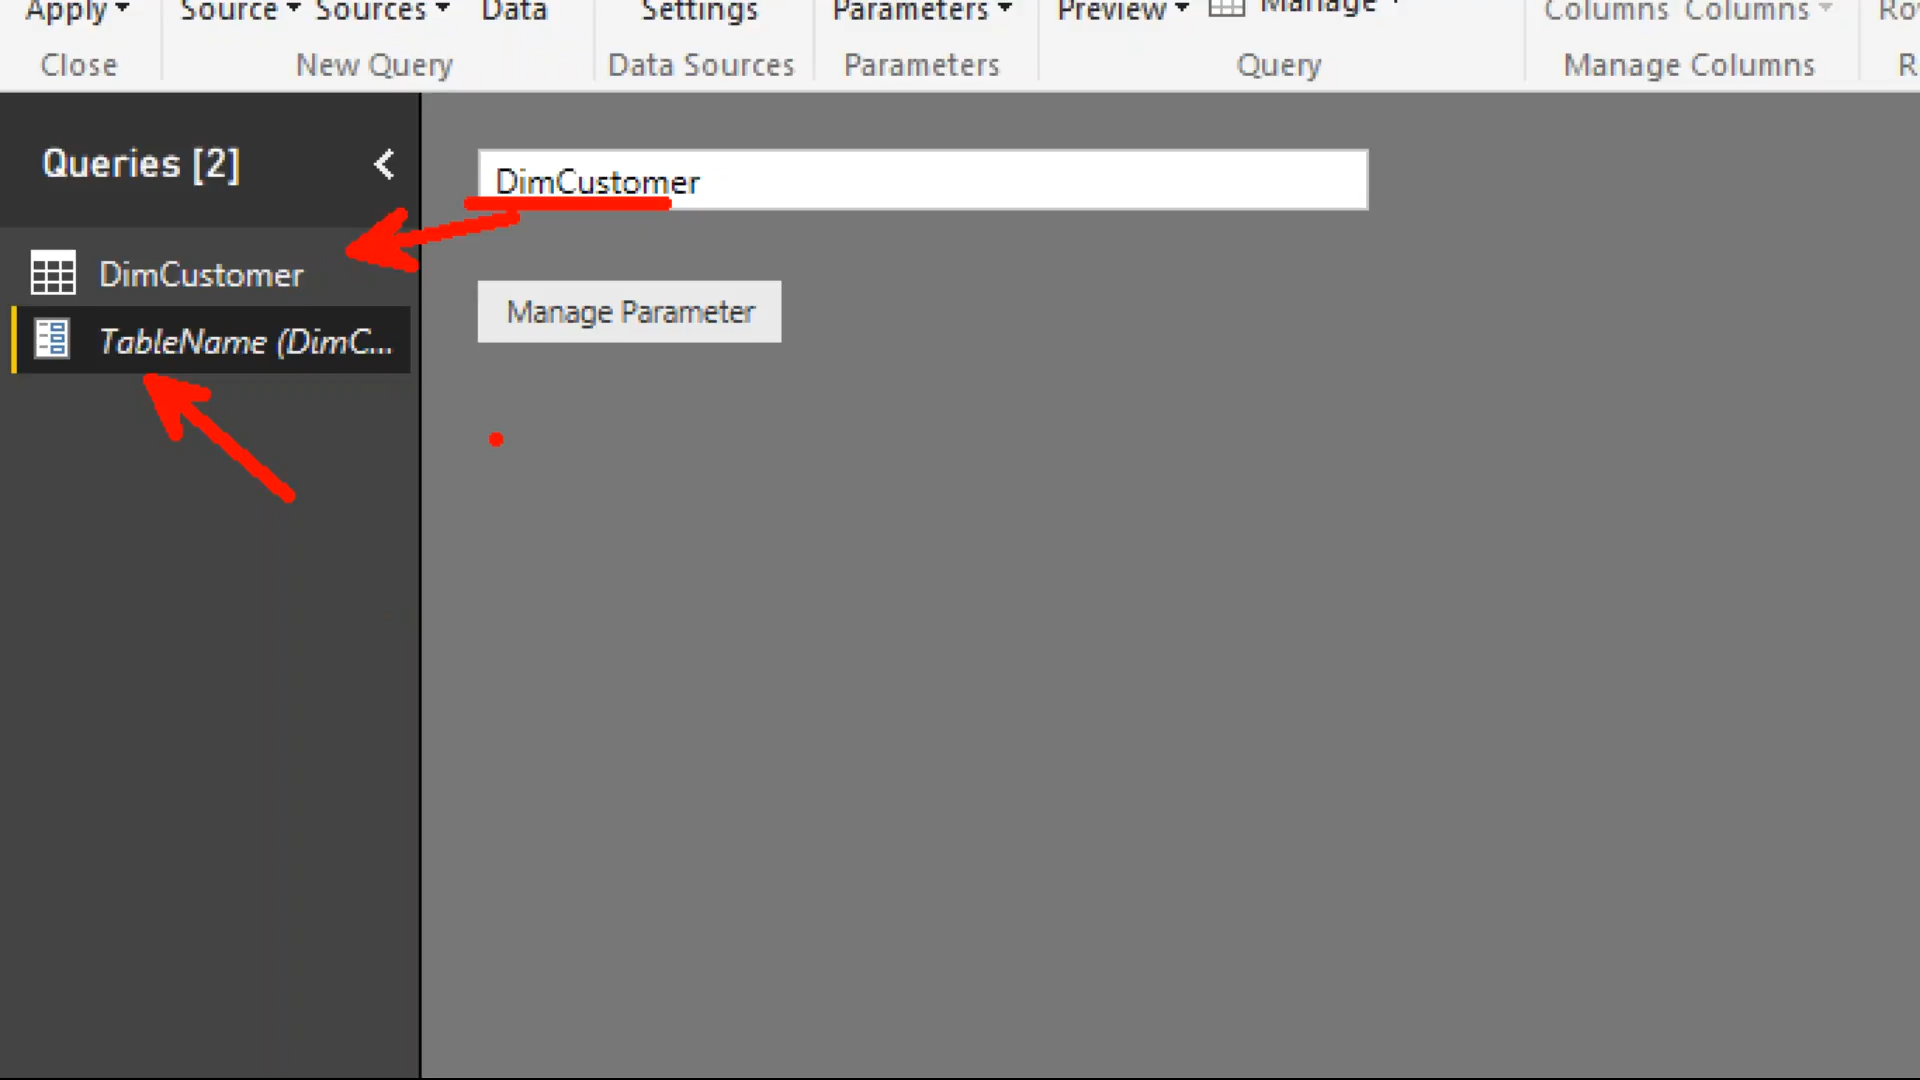 Apply Source Sources Data Settings Parameters Preview Manage Columns Columns
Close New Query Data Sources Parameters Query Manage Columns
Queries [2]
DimCustomer
DimCustomer
Manage Parameter
TableName (DimC...